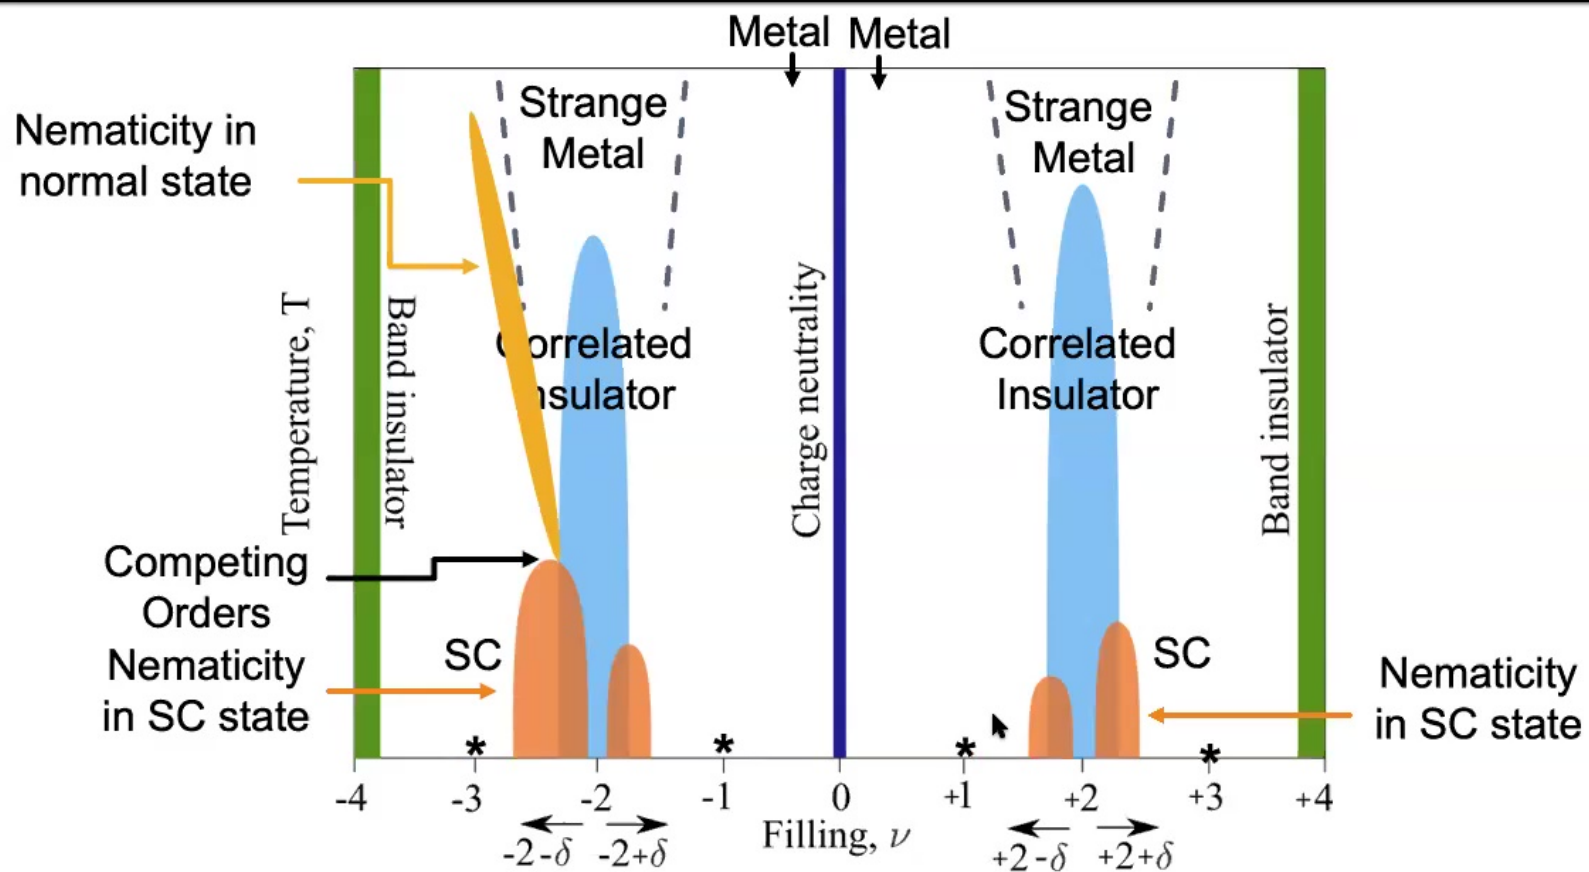 Metal Metal
Nematicity in
normal state
Strange
Metal
Strange
Metal
Temperature, T
Band insulator
Correlated
Insulator
Charge neutrality
Correlated
Insulator
Band insulator
Competing
Orders
Nematicity
in SC state
SC
SC
Nematicity
in SC state
* * * *
-4 -3 -2 -1 0 +1 +2 +3 +4
Filling, ν
-2-δ -2+δ +2-δ +2+δ